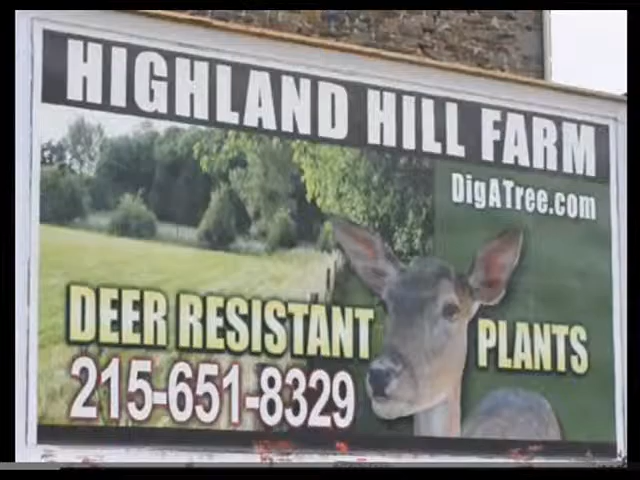 HIGHLAND HILL FARM
DigATree.com
DEER RESISTANT PLANTS
215-651-8329